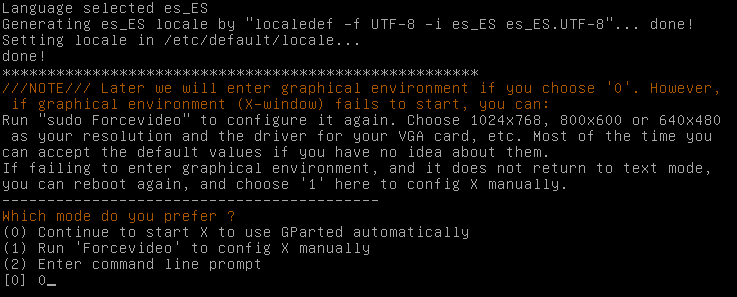 Language selected es_ES
Generating es_ES locale by "localedef -f UTF-8 -i es_ES es_ES.UTF-8"... done!
Setting locale in /etc/default/locale...
done!
*********************************************************
///NOTE/// Later we will enter graphical environment if you choose '0'. However,
 if graphical environment (X-window) fails to start, you can:
Run "sudo Forcevideo" to configure it again. Choose 1024x768, 800x600 or 640x480
 as your resolution and the driver for your VGA card, etc. Most of the time you
can accept the default values if you have no idea about them.
If failing to enter graphical environment, and it does not return to text mode,
you can reboot again, and choose '1' here to config X manually.
---------------------------------------------
Which mode do you prefer ?
(0) Continue to start X to use GParted automatically
(1) Run 'Forcevideo' to config X manually
(2) Enter command line prompt
[0] 0_